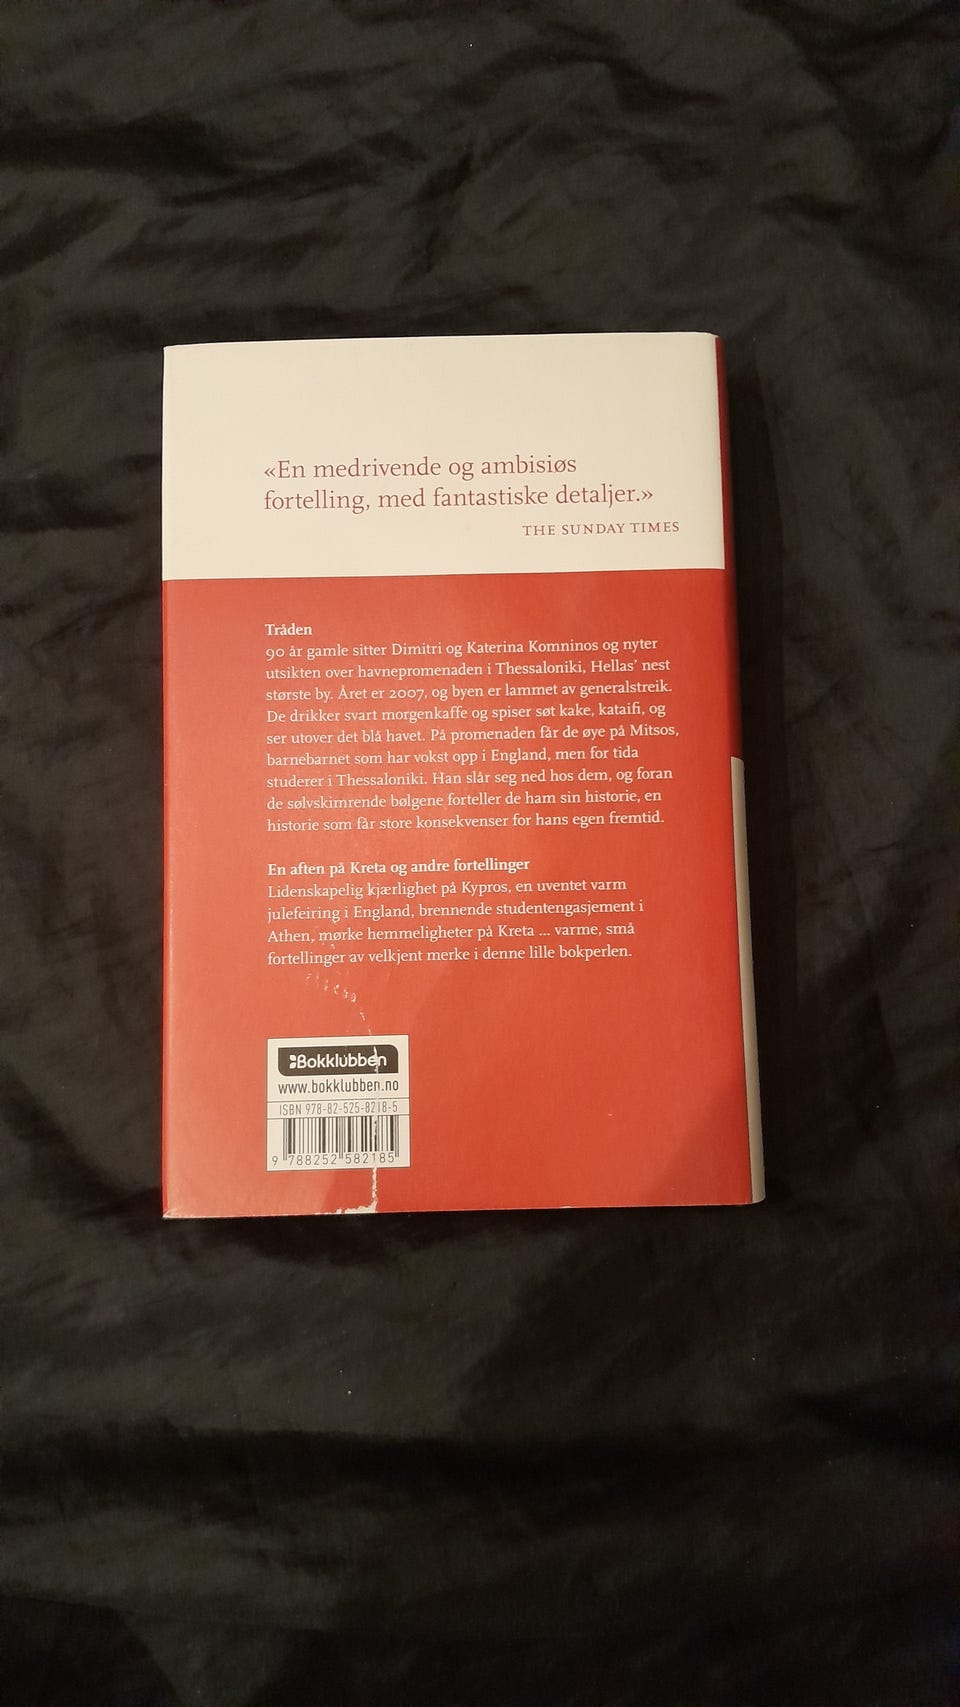 «En medrivende og ambisiøs
fortelling, med fantastiske detaljer.»
THE SUNDAY TIMES
Tråden
90 år gamle sitter Dimitri og Katerina Komninos og nyter
utsikten over havnepromenaden i Thessaloniki, Hellas' nest
største by. Året er 2007, og byen er lammet av generalstreik.
De drikker svart morgenkaffe og spiser søt kake, kataifi, og
ser utover det blå havet. På promenaden får de øye på Mitsos,
barnebarnet som har vokst opp i England, men for tida
studerer i Thessaloniki. Han slår seg ned hos dem, og foran
de sølvskimrende bølgene forteller de ham sin historie, en
historie som får store konsekvenser for hans egen fremtid.
En aften på Kreta og andre fortellinger
Lidenskapelig kjærlighet på Kypros, en uventet varm
julefeiring i England, brennende studentengasjement i
Athen, mørke hemmeligheter på Kreta ... varme, små
fortellinger av velkjent merke i denne lille bokperlen.
Bokklubben
www.bokklubben.no
ISBN 978-82-525-8218-5
9 788252 582185